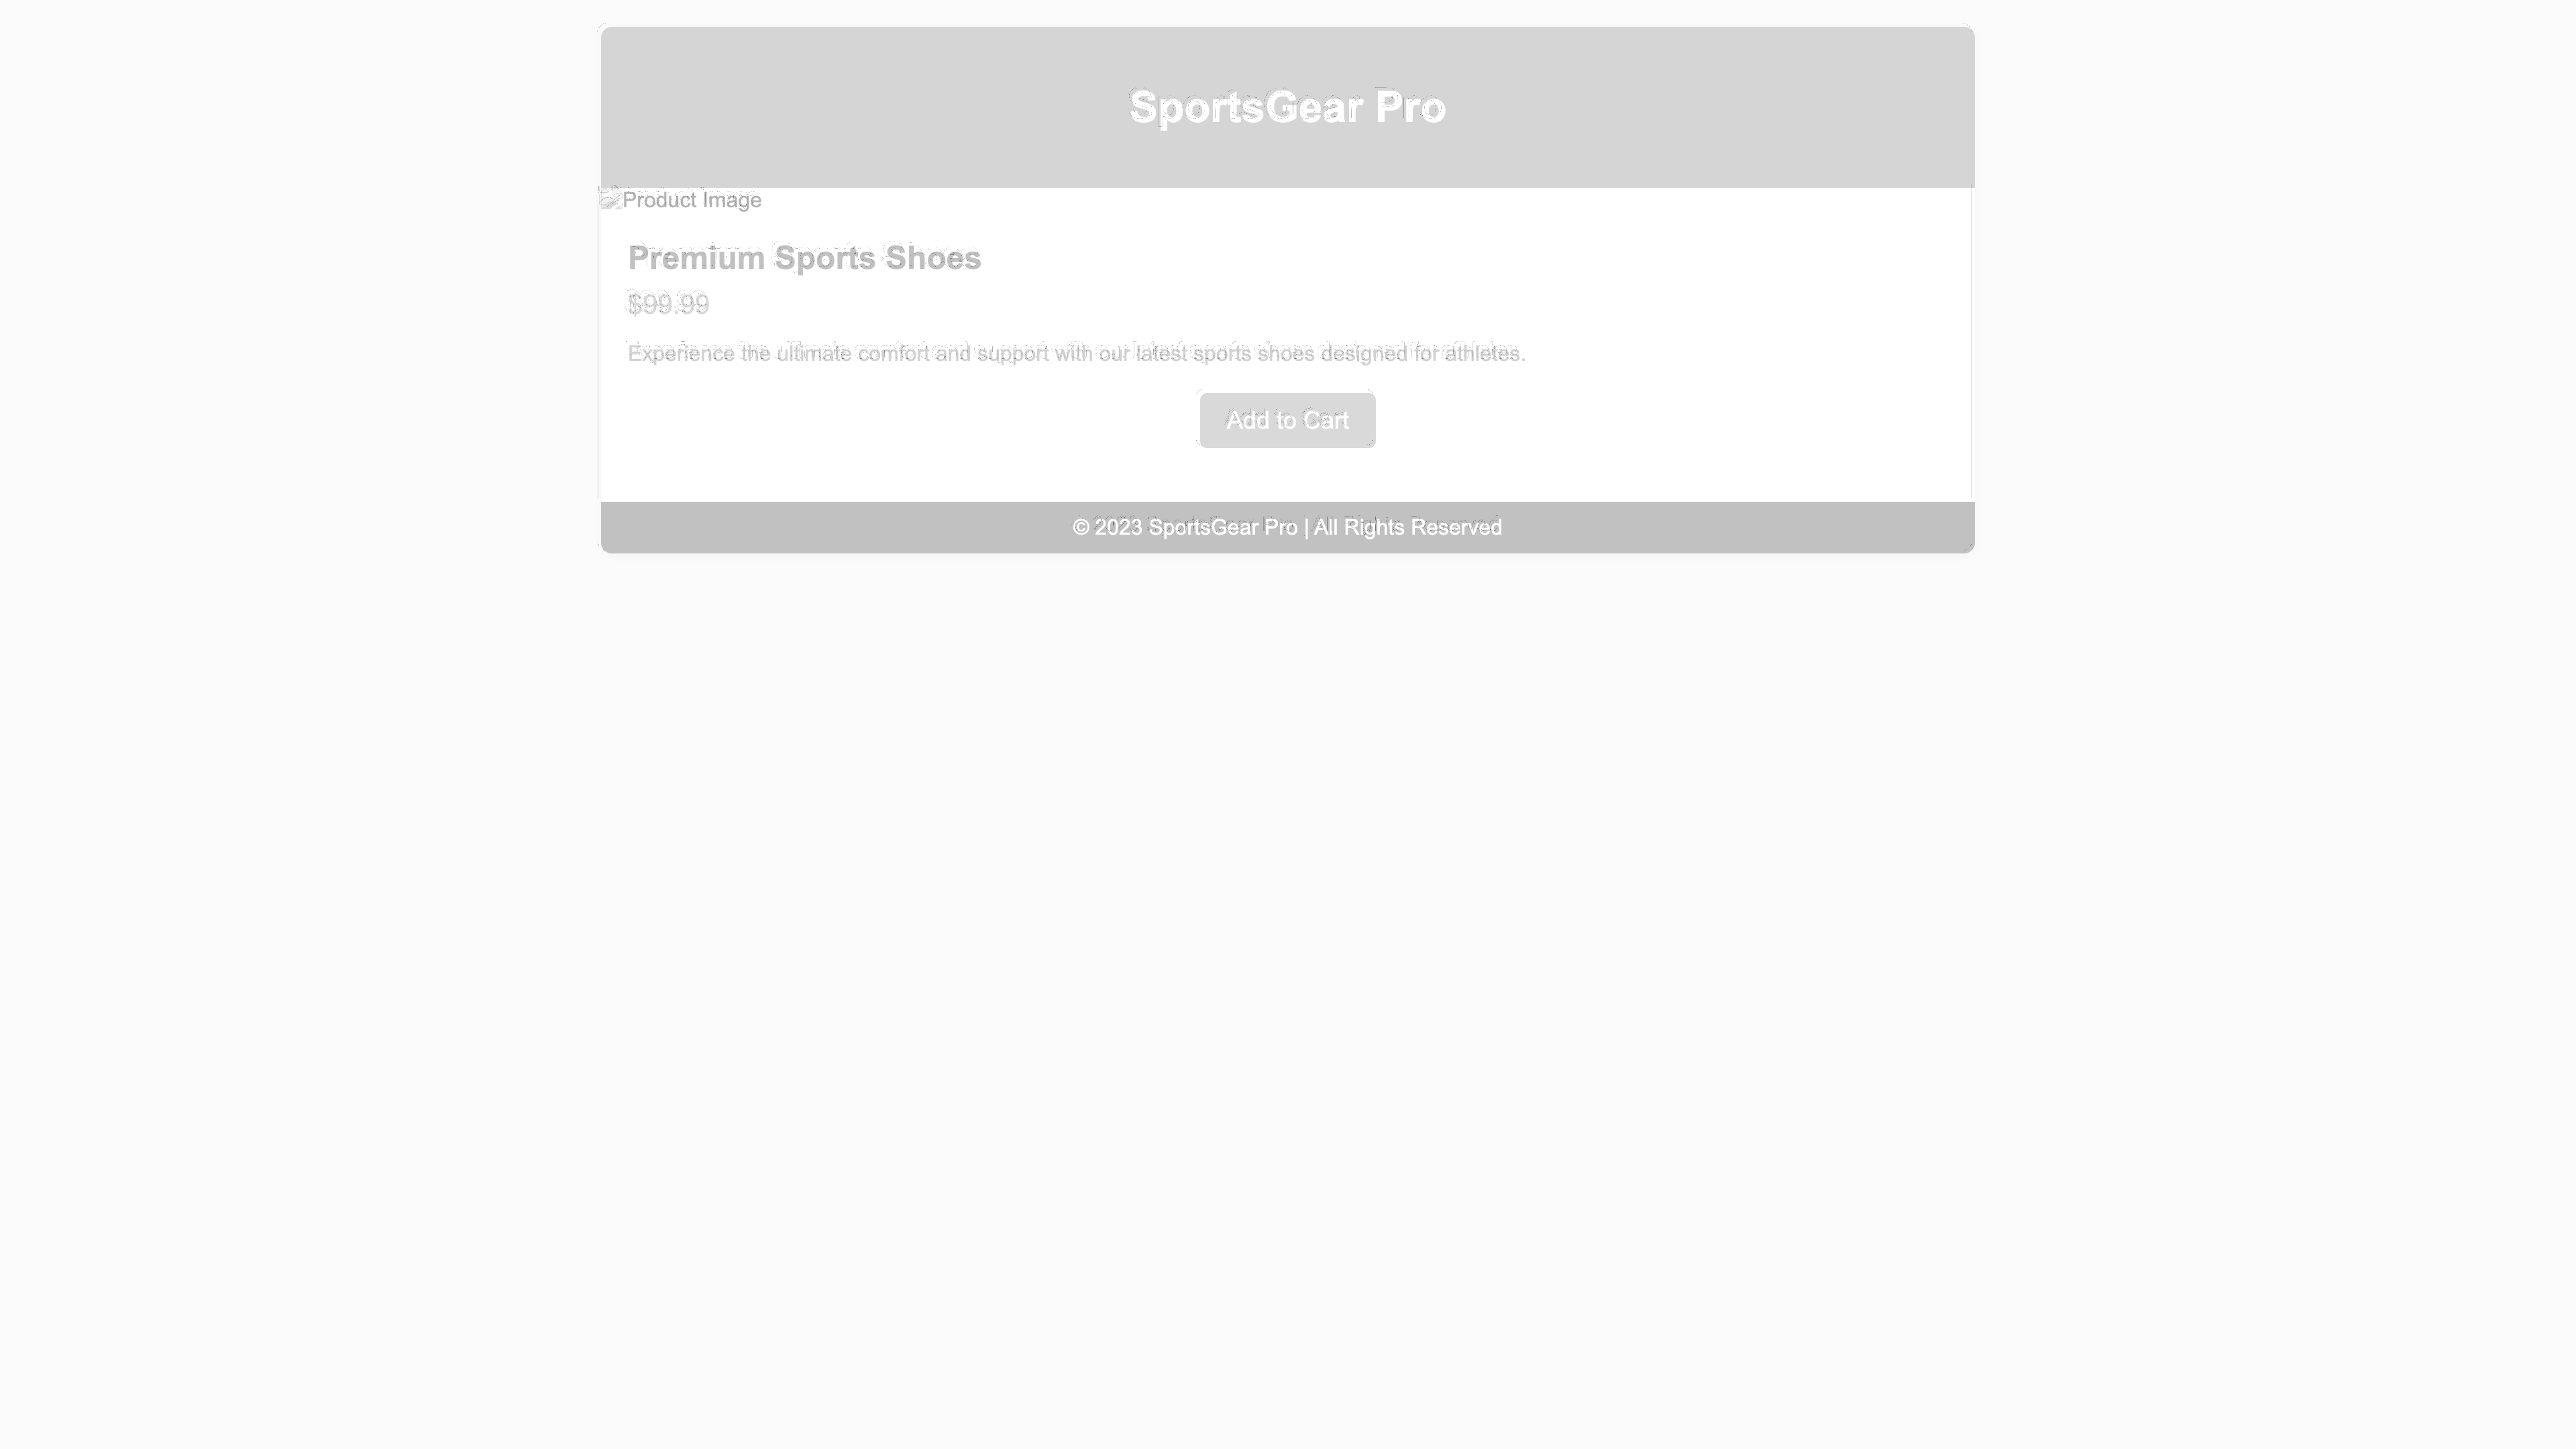 SportsGear Pro
Product Image
Premium Sports Shoes
$99.99
Experience the ultimate comfort and support with our latest sports shoes designed for athletes.
Add to Cart
© 2023 SportsGear Pro | All Rights Reserved